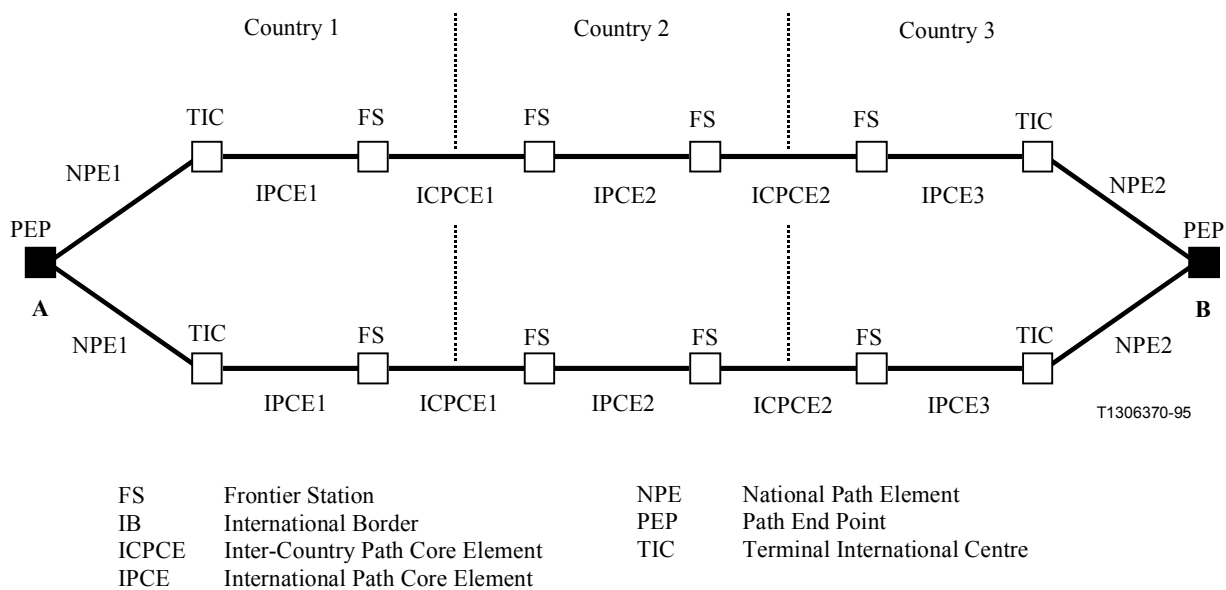 Country 1 Country 2 Country 3
TIC FS FS FS FS TIC
NPE1 NPE2
IPCE1 ICPCE1 IPCE2 ICPCE2 IPCE3
PEP PEP
A B
NPE1 NPE2
TIC FS FS FS FS TIC
IPCE1 ICPCE1 IPCE2 ICPCE2 IPCE3
T1306370-95
FS Frontier Station
IB International Border
ICPCE Inter-Country Path Core Element
IPCE International Path Core Element
NPE National Path Element
PEP Path End Point
TIC Terminal International Centre